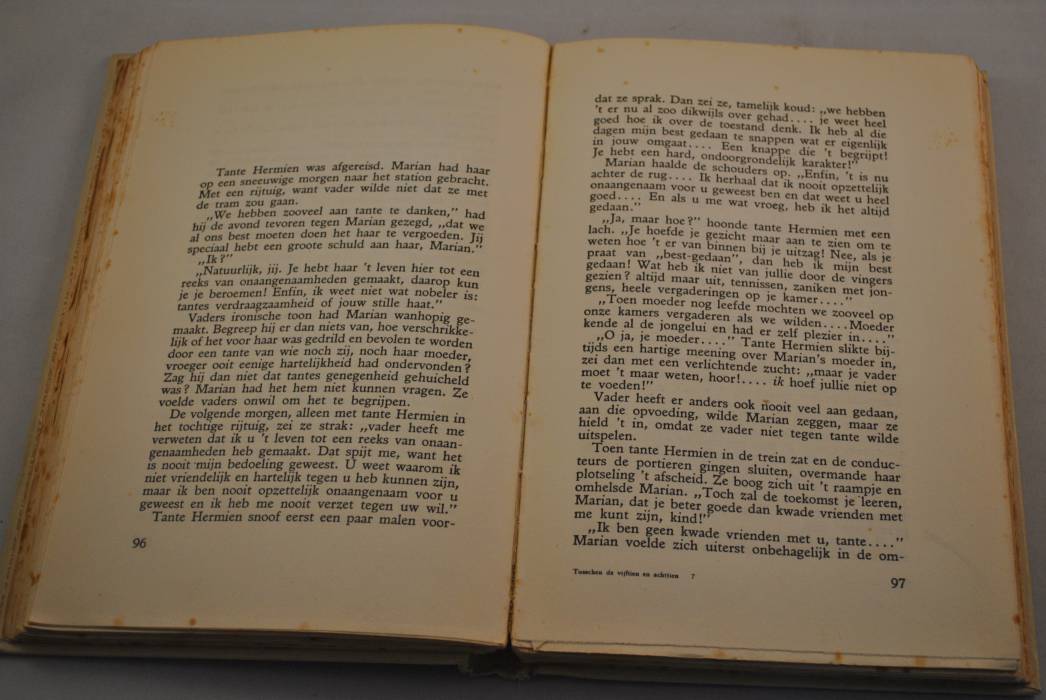 Tante Hermien was afgereisd. Marian had haar
op een sneeuwige morgen naar het station gebracht.
Met een rijtuig, want vader wilde niet dat ze met
de tram zou gaan.
„We hebben zooveel aan tante te danken,” had
hij de avond tevoren tegen Marian gezegd, „dat we
al ons best moeten doen het haar te vergoeden. Jij
speciaal hebt een groote schuld aan haar, Marian.”
„Ik?”
„Natuurlijk, jij. Je hebt haar 't leven hier tot een
reeks van onaangenaamheden gemaakt, daarop kun
je je beroemen! Enfin, ik weet niet wat nobeler is:
tantes verdraagzaamheid of jouw stille haat.”
Vaders ironische toon had Marian wanhopig ge-
maakt. Begreep hij er dan niets van, hoe verschrikke-
lijk of het voor haar was gedrild en bevolen te worden
door een tante van wie noch zij, noch haar moeder,
vroeger ooit eenige hartelijkheid had ondervonden?
Zag hij dan niet dat tantes genegenheid gehuicheld
was? Marian had het hem niet kunnen vragen. Ze
voelde vaders onwil om het te begrijpen.
De volgende morgen, alleen met tante Hermien in
het tochtige rijtuig, zei ze strak: „vader heeft me
verweten dat ik u 't leven tot een reeks van onaan-
genaamheden heb gemaakt. Dat spijt me, want het
is nooit mijn bedoeling geweest. U weet waarom ik
niet vriendelijk en hartelijk tegen u heb kunnen zijn,
maar ik ben nooit opzettelijk onaangenaam voor u
geweest en ik heb me nooit verzet tegen uw wil.”
Tante Hermien snoof eerst een paar malen voor-
96
dat ze sprak. Dan zei ze, tamelijk koud: „we hebben
't er nu al zoo dikwijls over gehad.... je weet heel
goed hoe ik over de toestand denk. Ik heb al die
dagen mijn best gedaan te snappen wat er eigenlijk
in jouw omgaat.... Een knappe die 't begrijpt!
Je hebt een hard, ondoorgrondelijk karakter!”
Marian haalde de schouders op. „Enfin, 't is nu
achter de rug.... Ik herhaal dat ik nooit opzettelijk
onaangenaam voor u geweest ben en dat weet u heel
goed.... En als u me wat vroeg, heb ik het altijd
gedaan.”
„Ja, maar hoe?” hoonde tante Hermien met een
lach. „Je hoefde je gezicht maar aan te zien om te
weten hoe 't er van binnen bij je uitzag! Nee, als je
praat van „best-gedaan”, dan heb ik mijn best
gedaan! Wat heb ik niet van jullie door de vingers
gezien? altijd maar uit, tennissen, zaniken met jon-
gens, heele vergaderingen op je kamer....”
„Toen moeder nog leefde mochten we zooveel op
onze kamers vergaderen als we wilden.... Moeder
kende al de jongelui en had er zelf plezier in....”
„O ja, je moeder....” Tante Hermien slikte bij-
tijds een hartige meening over Marian's moeder in,
zei dan met een verlichtende zucht: „maar je vader
moet 't maar weten, hoor!.... ik hoef jullie niet op
te voeden!”
Vader heeft er anders ook nooit veel aan gedaan,
aan die opvoeding, wilde Marian zeggen, maar ze
hield 't in, omdat ze vader niet tegen tante wilde
uitspelen.
Toen tante Hermien in de trein zat en de conduc-
teurs de portieren gingen sluiten, overmande haar
plotseling 't afscheid. Ze boog zich uit 't raampje en
omhelsde Marian. „Toch zal de toekomst je leeren,
Marian, dat je beter goede dan kwade vrienden met
me kunt zijn, kind!”
„Ik ben geen kwade vrienden met u, tante....”
Marian voelde zich uiterst onbehagelijk in de om-
Tusschen de vijftien en achttien 7
97